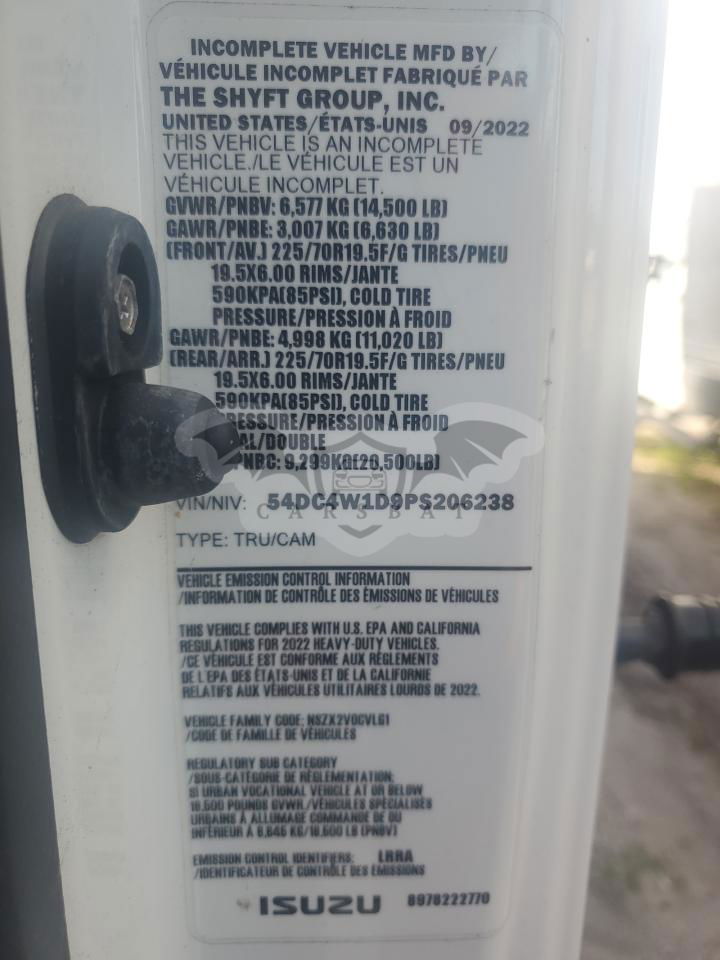 INCOMPLETE VEHICLE MFD BY/
VÉHICULE INCOMPLET FABRIQUÉ PAR
THE SHYFT GROUP, INC.
UNITED STATES/ÉTATS-UNIS 09/2022
THIS VEHICLE IS AN INCOMPLETE
VEHICLE./LE VÉHICULE EST UN
VÉHICULE INCOMPLET.
GVWR/PNBV: 6,577 KG (14,500 LB)
GAWR/PNBE: 3,007 KG (6,630 LB)
(FRONT/AV.) 225/70R19.5F/G TIRES/PNEU
19.5X6.00 RIMS/JANTE
590KPA(85PSI), COLD TIRE
PRESSURE/PRESSION À FROID
GAWR/PNBE: 4,998 KG (11,020 LB)
(REAR/ARR.) 225/70R19.5F/G TIRES/PNEU
19.5X6.00 RIMS/JANTE
590KPA(85PSI), COLD TIRE
PRESSURE/PRESSION À FROID
AL/DOUBLE
PNBC: 9,299KG(20,500LB)
VIN/NIV: 54DC4W1D9PS206238
CARSBAT
TYPE: TRU/CAM
VEHICLE EMISSION CONTROL INFORMATION
/INFORMATION DE CONTRÔLE DES ÉMISSIONS DE VÉHICULES
THIS VEHICLE COMPLIES WITH U.S. EPA AND CALIFORNIA
REGULATIONS FOR 2022 HEAVY-DUTY VEHICLES.
/CE VÉHICULE EST CONFORME AUX RÈGLEMENTS
DE L'EPA DES ÉTATS-UNIS ET DE LA CALIFORNIE
RELATIFS AUX VÉHICULES UTILITAIRES LOURDS DE 2022.
VEHICLE FAMILY CODE: NSZX2VOCVLG1
/CODE DE FAMILLE DE VÉHICULES
REGULATORY SUB CATEGORY
/SOUS-CATÉGORIE DE RÉGLEMENTATION:
SI URBAN VOCATIONAL VEHICLE AT OR BELOW
19,500 POUNDS GVWR/VÉHICULES SPÉCIALISÉS
URBAINS À ALLUMAGE COMMANDÉ DE OU
INFÉRIEUR À 8,845 KG/19,500 LB (PNBV)
EMISSION CONTROL IDENTIFIERS: LRRA
/IDENTIFICATEUR DE CONTRÔLE DES ÉMISSIONS
ISUZU 8978222770